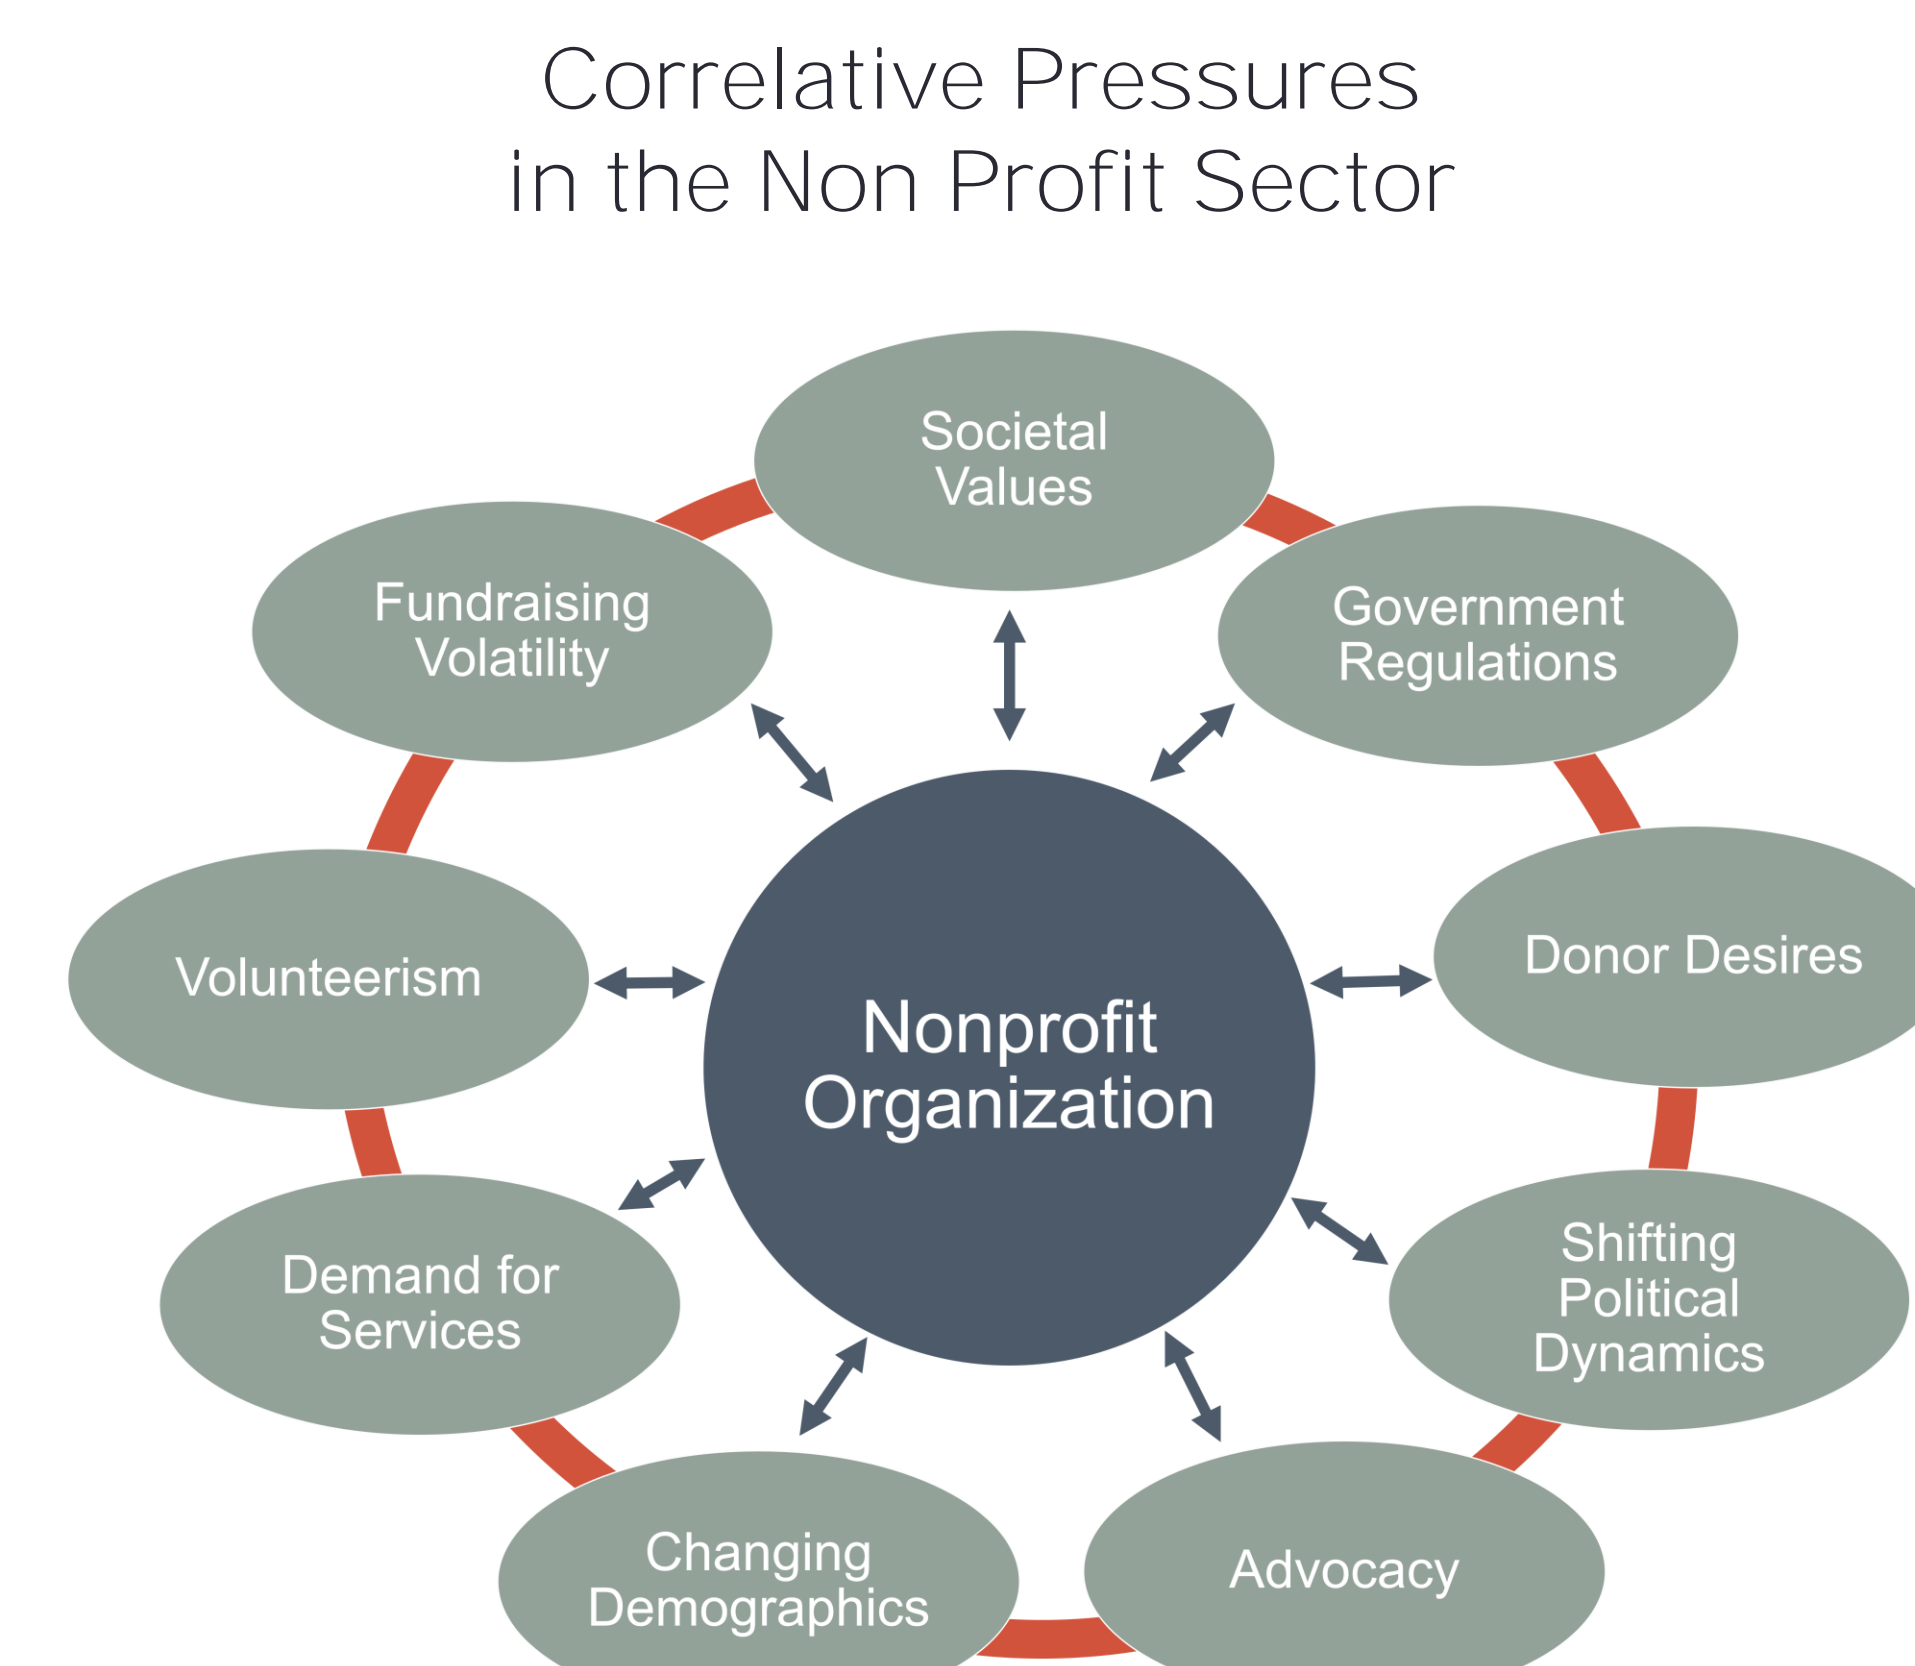 Correlative Pressures
in the Non Profit Sector
Societal
Values
Fundraising
Volatility
Government
Regulations
Volunteerism
Donor Desires
Nonprofit
Organization
Demand for
Services
Shifting
Political
Dynamics
Changing
Demographics
Advocacy